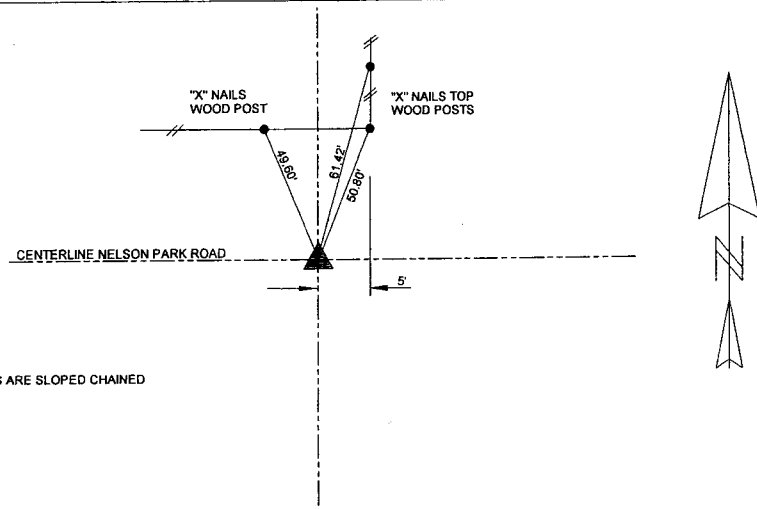 "X" NAILS
WOOD POST
"X" NAILS TOP
WOOD POSTS
49.60'
61.42'
50.80'
CENTERLINE NELSON PARK ROAD
5'
N
ARE SLOPED CHAINED